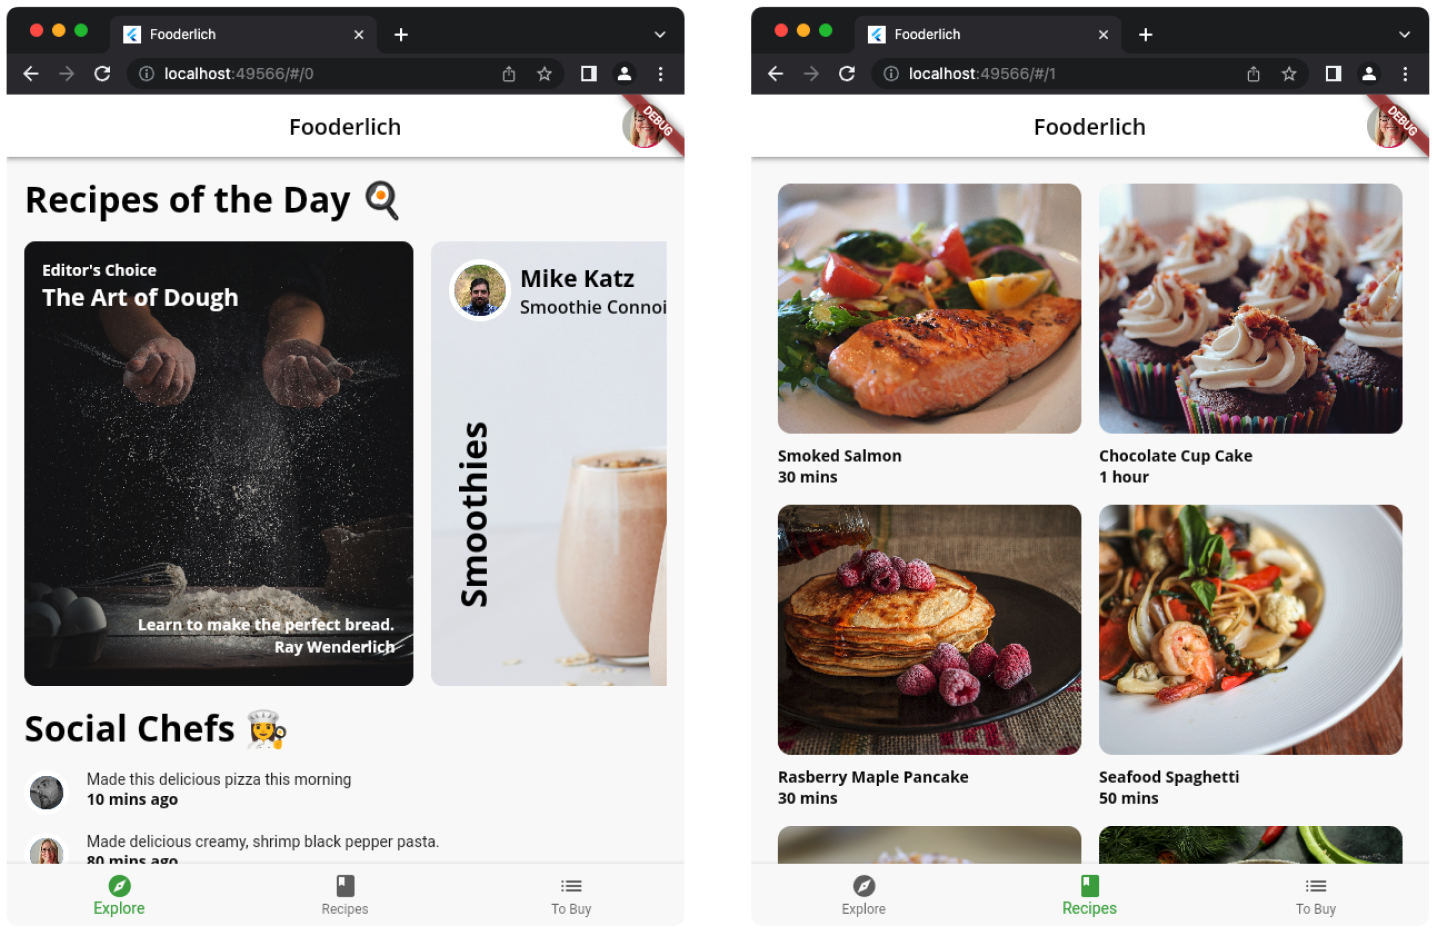 Fooderlich
localhost:49566/#/0
Fooderlich
DEBUG
Recipes of the Day
Editor's Choice
The Art of Dough
Learn to make the perfect bread.
Ray Wenderlich
Mike Katz
Smoothie Connoi
Smoothies
Social Chefs
Made this delicious pizza this morning
10 mins ago
Made delicious creamy, shrimp black pepper pasta.
80 mins ago
Explore
Recipes
To Buy
Fooderlich
localhost:49566/#/1
Fooderlich
DEBUG
Smoked Salmon
30 mins
Chocolate Cup Cake
1 hour
Rasberry Maple Pancake
30 mins
Seafood Spaghetti
50 mins
Explore
Recipes
To Buy